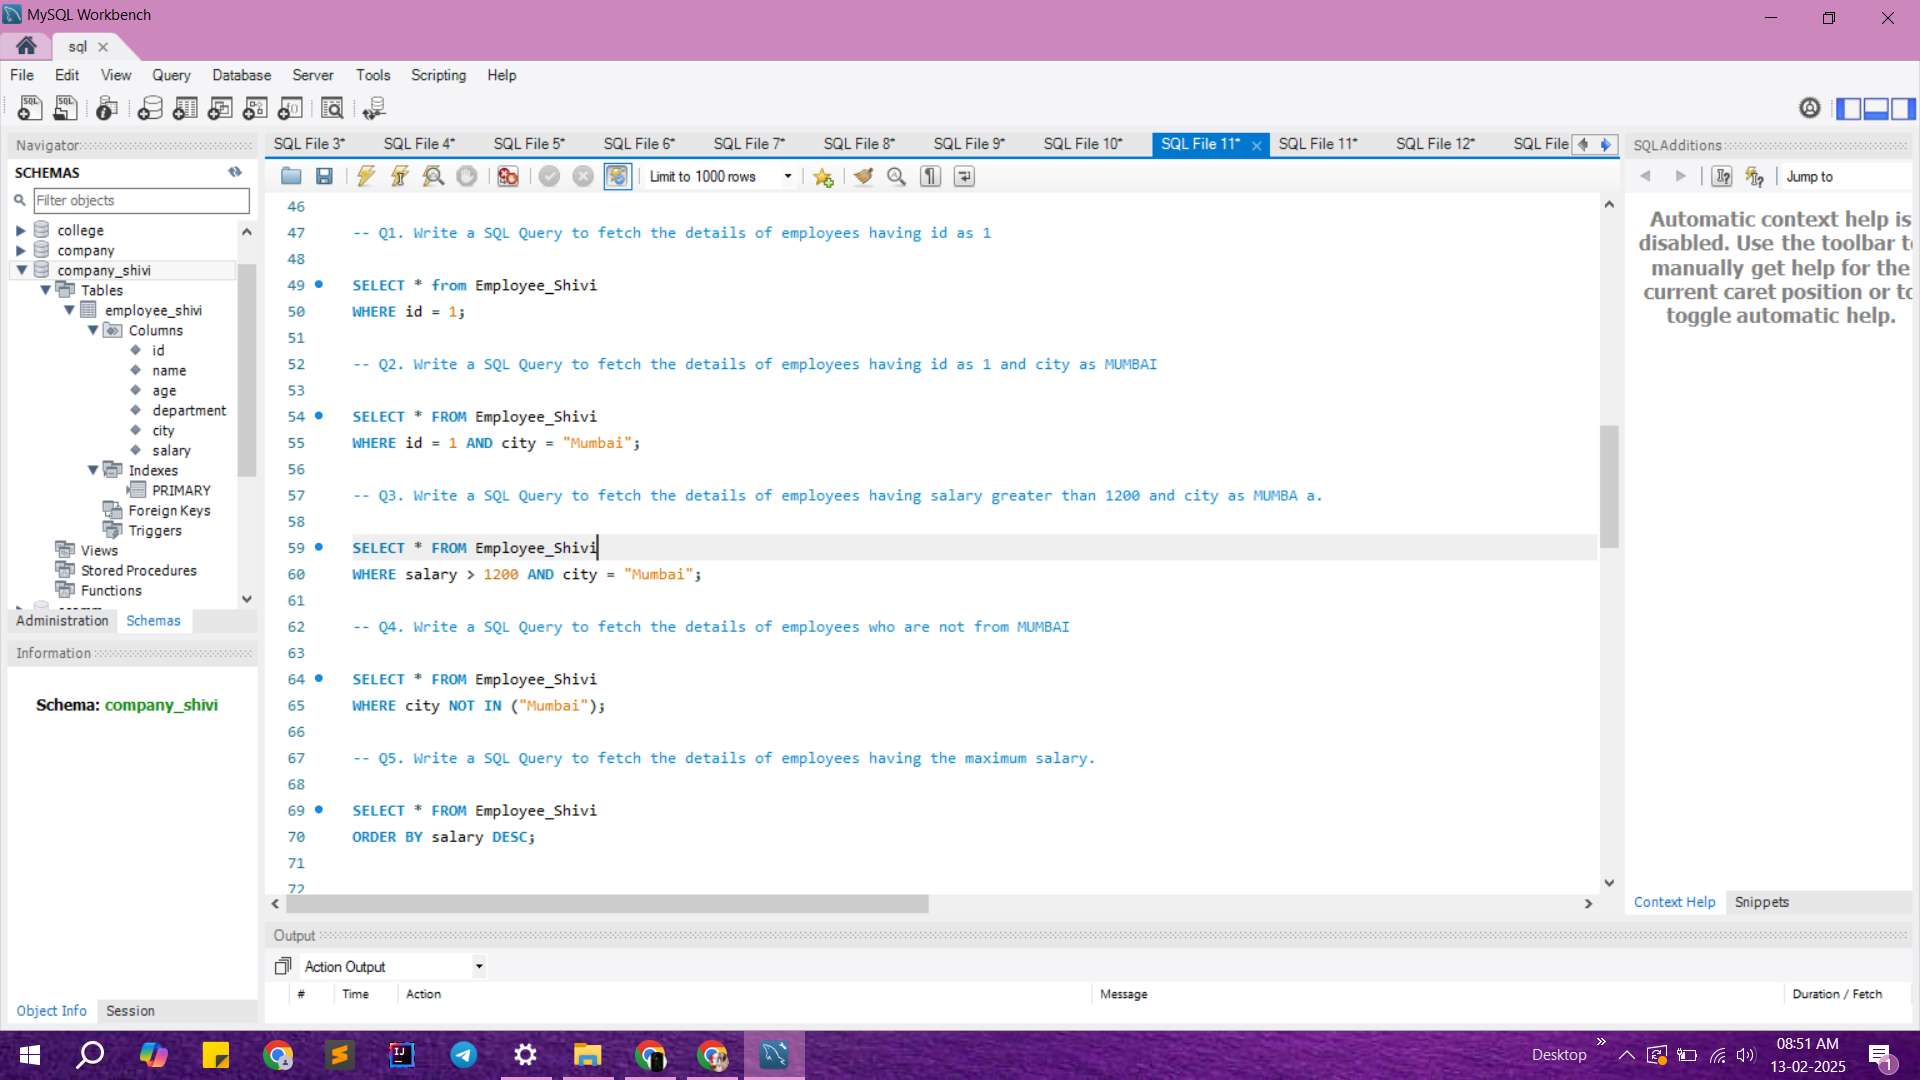 MySQL Workbench
sql
File Edit View Query Database Server Tools Scripting Help
Navigator
SCHEMAS
Filter objects
college
company
company_shivi
Tables
employee_shivi
Columns
id
name
age
department
city
salary
Indexes
PRIMARY
Foreign Keys
Triggers
Views
Stored Procedures
Functions
Administration Schemas
Information
Schema: company_shivi
Object Info Session
SQL File 3* SQL File 4* SQL File 5* SQL File 6* SQL File 7* SQL File 8* SQL File 9* SQL File 10* SQL File 11* SQL File 11* SQL File 12* SQL File
Limit to 1000 rows
46
47 -- Q1. Write a SQL Query to fetch the details of employees having id as 1
48
49 SELECT * from Employee_Shivi
50 WHERE id = 1;
51
52 -- Q2. Write a SQL Query to fetch the details of employees having id as 1 and city as MUMBAI
53
54 SELECT * FROM Employee_Shivi
55 WHERE id = 1 AND city = "Mumbai";
56
57 -- Q3. Write a SQL Query to fetch the details of employees having salary greater than 1200 and city as MUMBA a.
58
59 SELECT * FROM Employee_Shivi
60 WHERE salary > 1200 AND city = "Mumbai";
61
62 -- Q4. Write a SQL Query to fetch the details of employees who are not from MUMBAI
63
64 SELECT * FROM Employee_Shivi
65 WHERE city NOT IN ("Mumbai");
66
67 -- Q5. Write a SQL Query to fetch the details of employees having the maximum salary.
68
69 SELECT * FROM Employee_Shivi
70 ORDER BY salary DESC;
71
72
SQLAdditions
Jump to
Automatic context help is
disabled. Use the toolbar to
manually get help for the
current caret position or to
toggle automatic help.
Context Help Snippets
Output
Action Output
# Time Action Message Duration / Fetch
Desktop
08:51 AM
13-02-2025
1